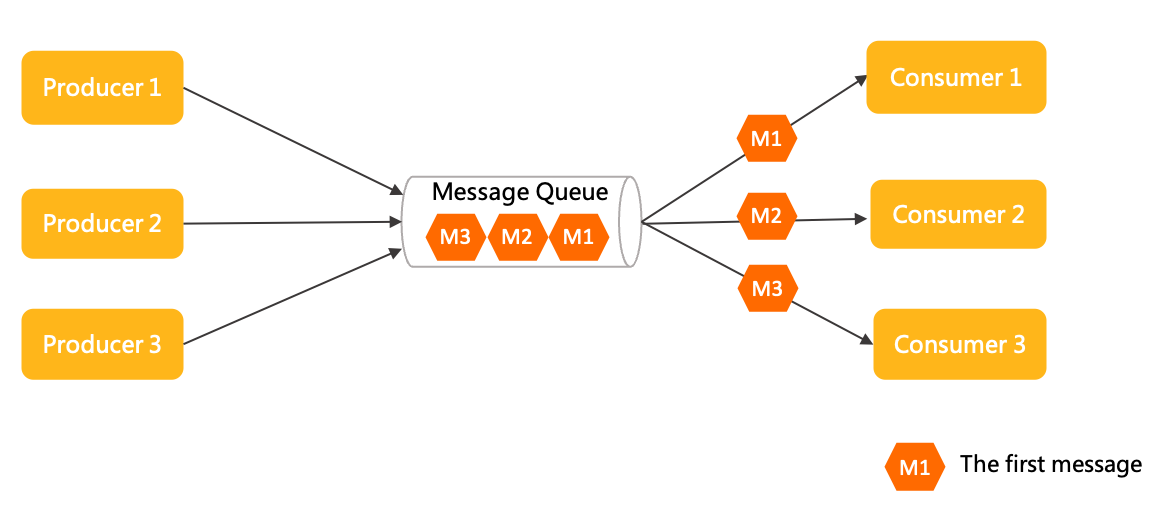 Producer 1
Producer 2
Producer 3
Message Queue
M3 M2 M1
M1
M2
M3
Consumer 1
Consumer 2
Consumer 3
M1 The first message